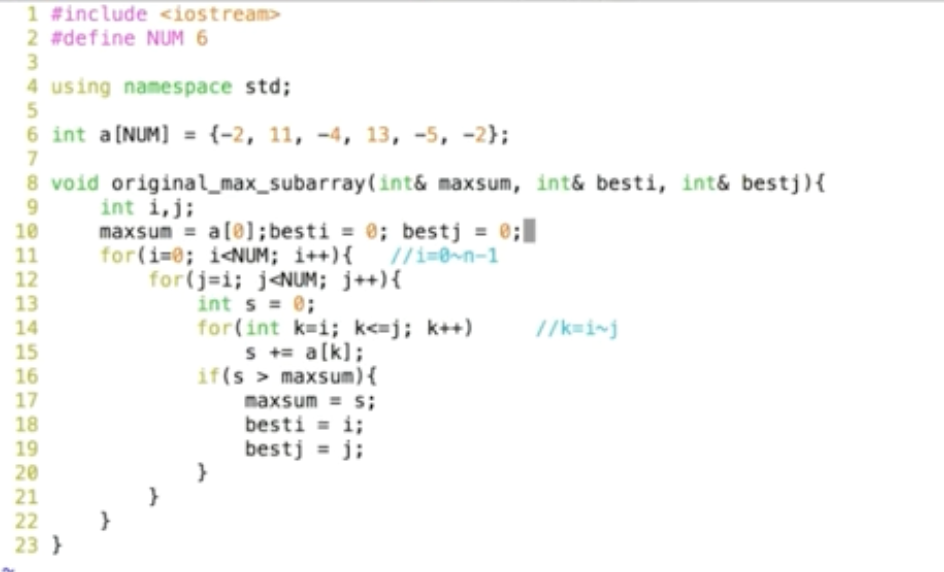 1 #include <iostream>
2 #define NUM 6
3
4 using namespace std;
5
6 int a[NUM] = {-2, 11, -4, 13, -5, -2};
7
8 void original_max_subarray(int& maxsum, int& besti, int& bestj){
9     int i,j;
10     maxsum = a[0];besti = 0; bestj = 0;
11     for(i=0; i<NUM; i++){   //i=0~n-1
12         for(j=i; j<NUM; j++){
13             int s = 0;
14             for(int k=i; k<=j; k++)     //k=i~j
15                 s += a[k];
16             if(s > maxsum){
17                 maxsum = s;
18                 besti = i;
19                 bestj = j;
20             }
21         }
22     }
23 }
~